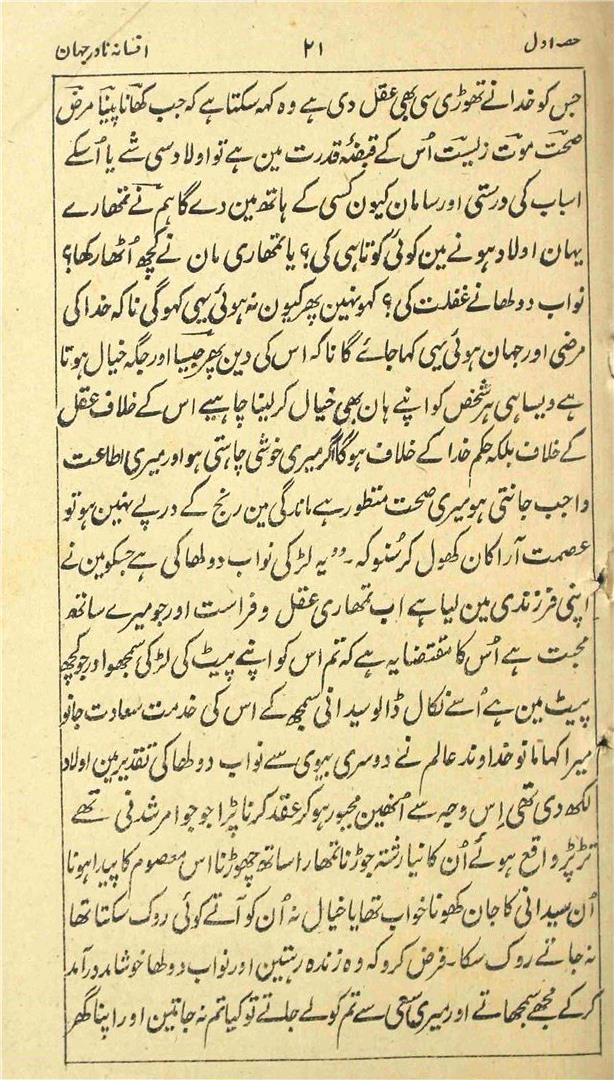 حصہ اول
۲۱
افسانہ نادر جہان
جس کو خدا نے تھوڑی سی بھی عقل دی ہے وہ کہہ سکتا ہے کہ جب کھانا پینا مرض
صحت موت زیست اُس کے قبضۂ قدرت مین ہے تو اولاد سی شے یا اُسکے
اسباب کی درستی اور سامان کیون کسی کے ہاتھ مین دے گا ہم نے تمھارے
یہان اولاد ہونے مین کوئی کوتاہی کی؟ یا تمھاری مان نے کچھ اُٹھا رکھا؟
نواب دولھا نے غفلت کی؟ کہو نہین پھر کیون نہ ہوئی یہی کہو گی نا کہ خدا کی
مرضی اور جہان ہوئی یہی کہا جائے گا نا کہ اس کی دین پھر جیسا اور جگہ خیال ہوتا
ہے ویسا ہی ہر شخص کو اپنے ہان بھی خیال کر لینا چاہیے اس کے خلاف عقل
کے خلاف بلکہ حکم خدا کے خلاف ہو گا اگر میری خوشی چاہتی ہو اور میری اطاعت
واجب جانتی ہو میری صحت منظور ہے ماندگی مین رنج کے درپے نہین ہو تو
عصمت آرا کان کھول کر سُنو کہ۔ "یہ لڑکی نواب دولھا کی ہے جسکو مین نے
اپنی فرزندی مین لیا ہے اب تمھاری عقل و فراست اور جو میرے ساتھ
محبت ہے اُس کا مقتضا یہ ہے کہ تم اس کو اپنے پیٹ کی لڑکی سمجھو اور جو کچھ
پیٹ مین ہے اُسے نکال ڈالو سیدانی سمجھ کے اس کی خدمت سعادت جانو
میرا کہا مانو خداوند عالم نے دوسری بیوی سے نواب دولھا کی تقدیر مین اولاد
لکھ دی تھی اِس وجہ سے اُنھین مجبور ہو کر عقد کرنا پڑا جو جو امر شدنی تھے
تڑ پڑ واقع ہوئے اُن کا نیا رشتہ جوڑنا تمھارا ساتھ چھوڑنا اس معصوم کا پیدا ہونا
اُن سیدانی کا جان کھونا خواب تھا یا خیال نہ اُن کو آتے کوئی روک سکتا تھا
نہ جاتے روک سکا۔ فرض کرو کہ وہ زندہ رہتین اور نواب دولھا خوشامد درآمد
کر کے مجھے سمجھاتے اور میری سعی سے تم کو لے جلتے تو کیا تم نہ جاتین اور اپنا گھر